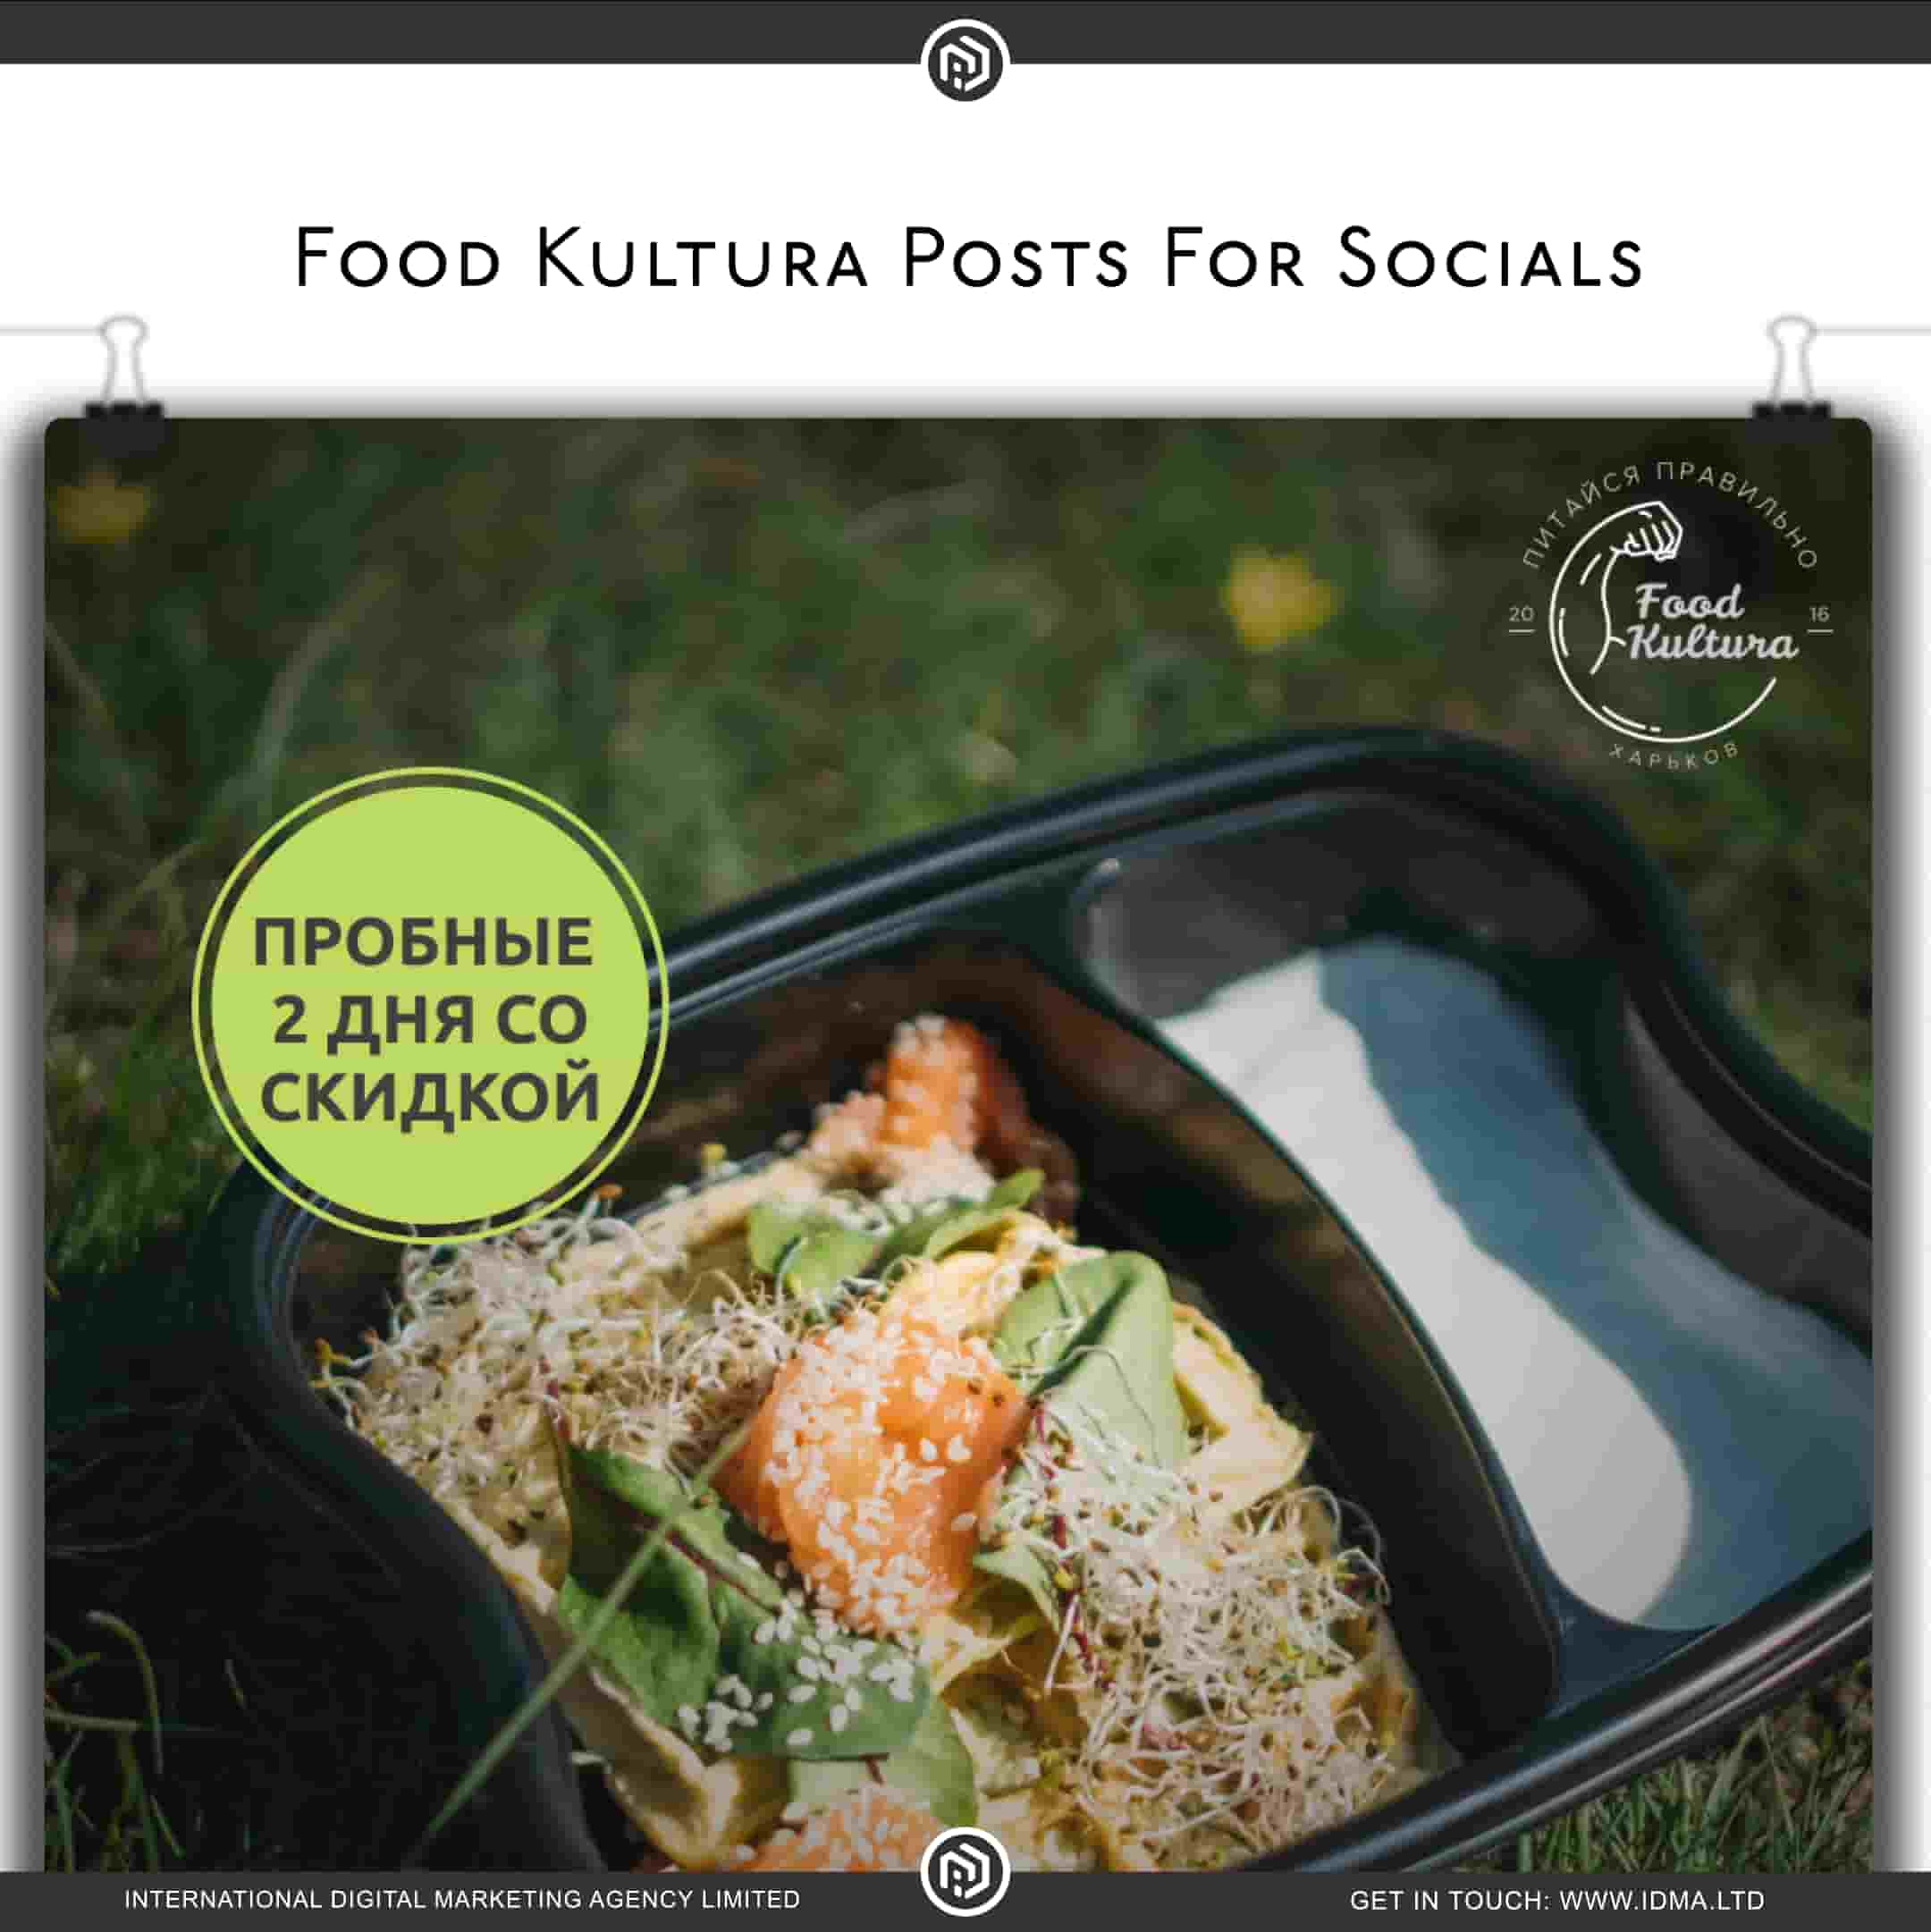 Food Kultura Posts For Socials
ПИТАЙСЯ ПРАВИЛЬНО
Food
20
16
Kultura
ХАРЬКОВ
ПРОБНЫЕ
2 ДНЯ СО
СКИДКОЙ
INTERNATIONAL DIGITAL MARKETING AGENCY LIMITED
GET IN TOUCH: WWW.IDMA.LTD